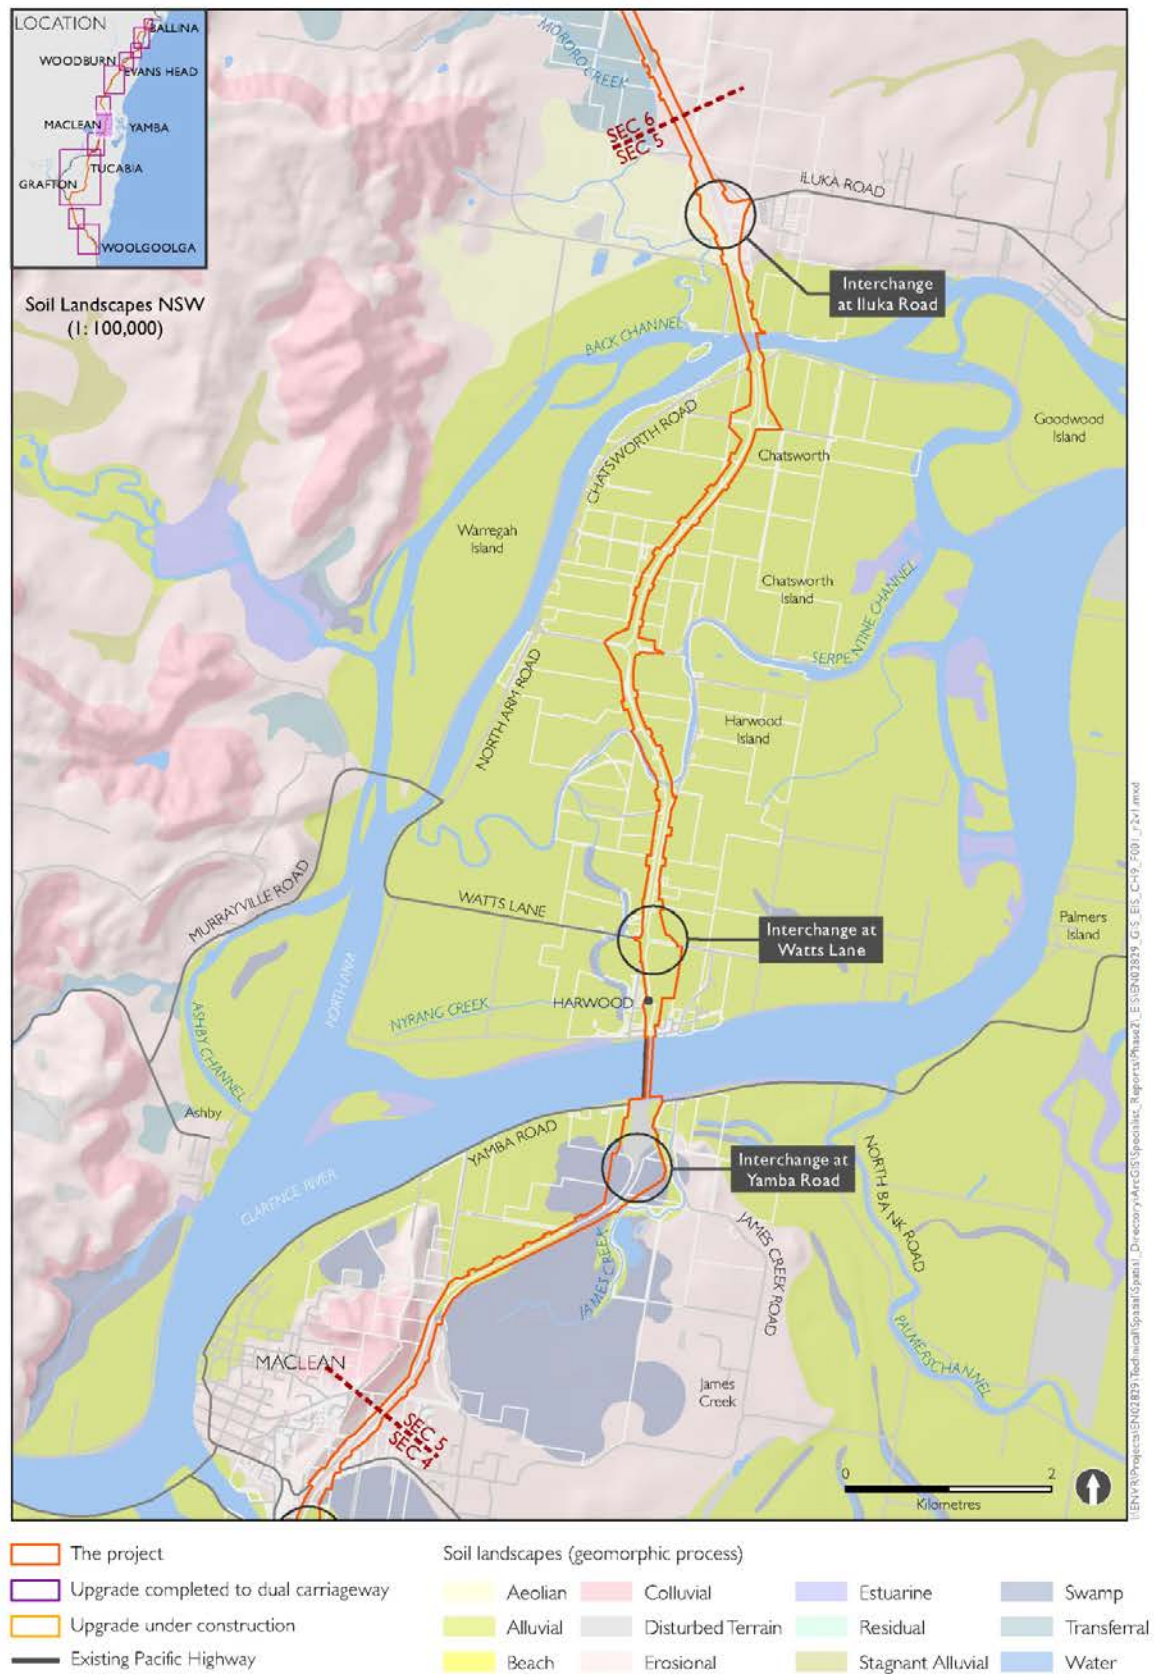 LOCATION
BALLINA
WOODBURN
EVANS HEAD
MACLEAN
YAMBA
TUCABIA
GRAFTON
WOOLGOOLGA
Soil Landscapes NSW
(1: 100,000)
MORORO CREEK
SEC 6
SEC 5
ILUKA ROAD
Interchange
at Iluka Road
BACK CHANNEL
CHATSWORTH ROAD
Goodwood
Island
Chatsworth
Warregah
Island
Chatsworth
Island
SERPENTINE CHANNEL
NORTH ARM ROAD
Harwood
Island
MURRAYVILLE ROAD
WATTS LANE
Interchange at
Watts Lane
Palmers
Island
NORTH ARM
HARWOOD
NYRANG CREEK
ASHBY CHANNEL
Ashby
YAMBA ROAD
Interchange at
Yamba Road
NORTH BANK ROAD
CLARENCE RIVER
JAMES CREEK
JAMES CREEK ROAD
PALMERS CHANNEL
MACLEAN
James
Creek
SEC 5
SEC 4
0 2
Kilometres
The project
Upgrade completed to dual carriageway
Upgrade under construction
Existing Pacific Highway
Soil landscapes (geomorphic process)
Aeolian
Alluvial
Beach
Colluvial
Disturbed Terrain
Erosional
Estuarine
Residual
Stagnant Alluvial
Swamp
Transferral
Water